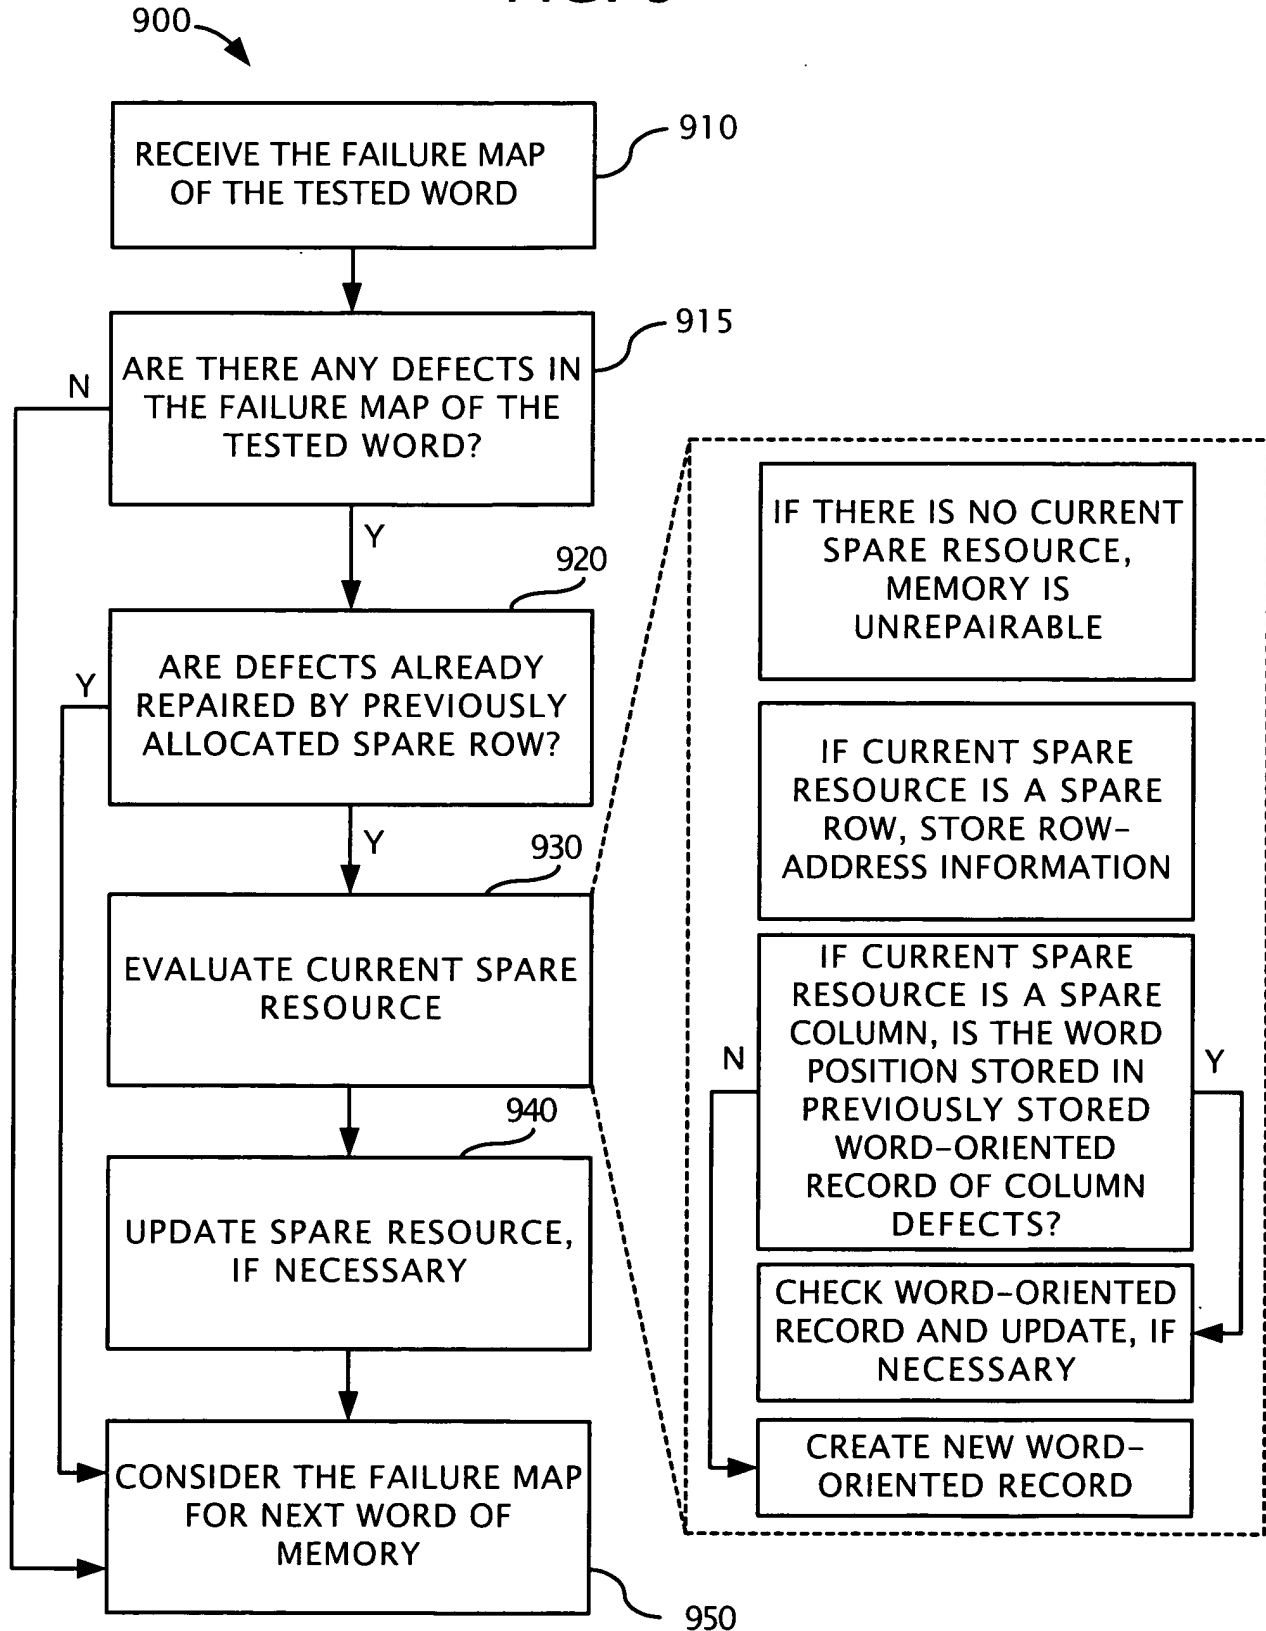 900
RECEIVE THE FAILURE MAP
OF THE TESTED WORD
910
ARE THERE ANY DEFECTS IN
THE FAILURE MAP OF THE
TESTED WORD?
915
N
Y
920
ARE DEFECTS ALREADY
REPAIRED BY PREVIOUSLY
ALLOCATED SPARE ROW?
Y
Y
930
EVALUATE CURRENT SPARE
RESOURCE
940
UPDATE SPARE RESOURCE,
IF NECESSARY
CONSIDER THE FAILURE MAP
FOR NEXT WORD OF
MEMORY
950
IF THERE IS NO CURRENT
SPARE RESOURCE,
MEMORY IS
UNREPAIRABLE
IF CURRENT SPARE
RESOURCE IS A SPARE
ROW, STORE ROW-
ADDRESS INFORMATION
IF CURRENT SPARE
RESOURCE IS A SPARE
COLUMN, IS THE WORD
POSITION STORED IN
PREVIOUSLY STORED
WORD-ORIENTED
RECORD OF COLUMN
DEFECTS?
N
Y
CHECK WORD-ORIENTED
RECORD AND UPDATE, IF
NECESSARY
CREATE NEW WORD-
ORIENTED RECORD